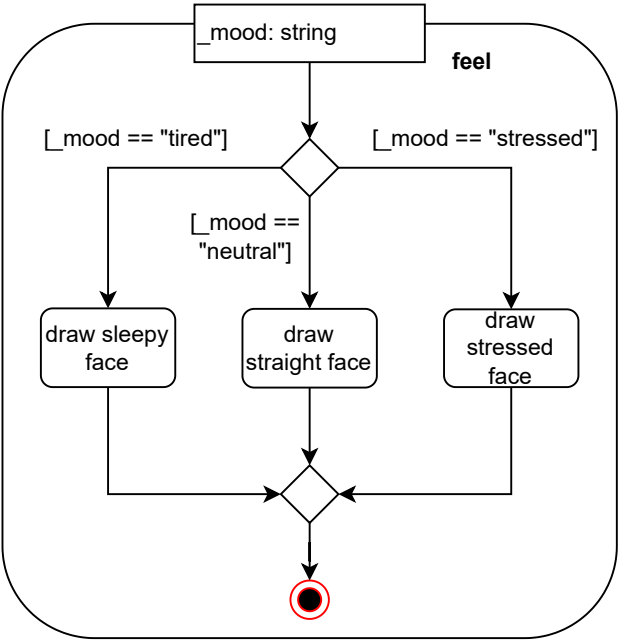 _mood: string
feel
[_mood == "tired"]
[_mood == "stressed"]
[_mood ==
"neutral"]
draw sleepy
face
draw
straight face
draw
stressed
face